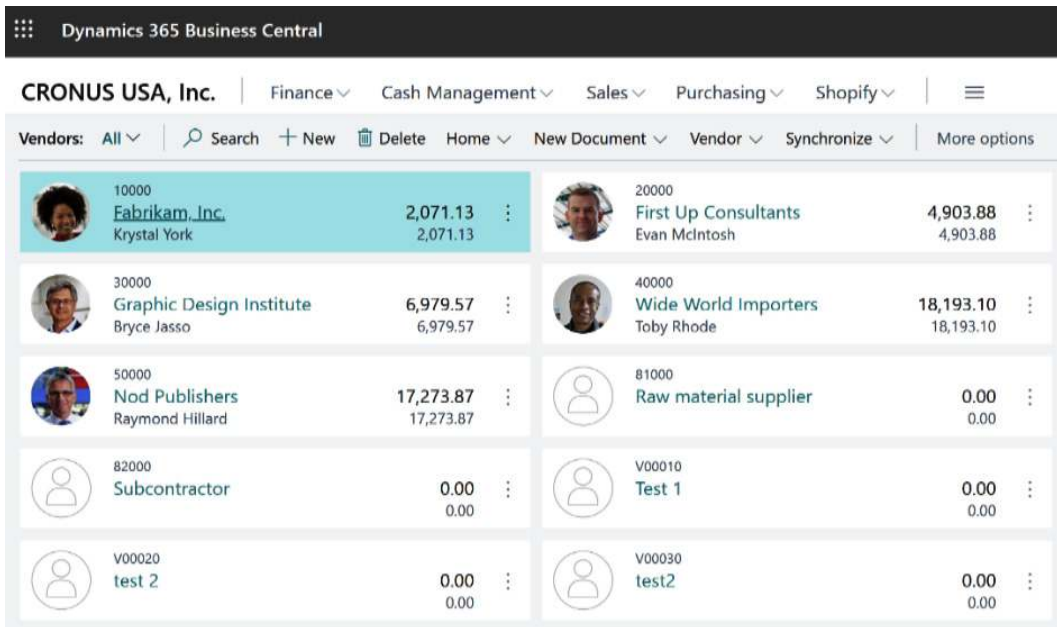 Dynamics 365 Business Central
CRONUS USA, Inc. Finance Cash Management Sales Purchasing Shopify
Vendors: All Search New Delete Home New Document Vendor Synchronize More options
10000
Fabrikam, Inc. 2,071.13
Krystal York 2,071.13
20000
First Up Consultants 4,903.88
Evan McIntosh 4,903.88
30000
Graphic Design Institute 6,979.57
Bryce Jasso 6,979.57
40000
Wide World Importers 18,193.10
Toby Rhode 18,193.10
50000
Nod Publishers 17,273.87
Raymond Hillard 17,273.87
81000
Raw material supplier 0.00
0.00
82000
Subcontractor 0.00
0.00
V00010
Test 1 0.00
0.00
V00020
test 2 0.00
0.00
V00030
test2 0.00
0.00